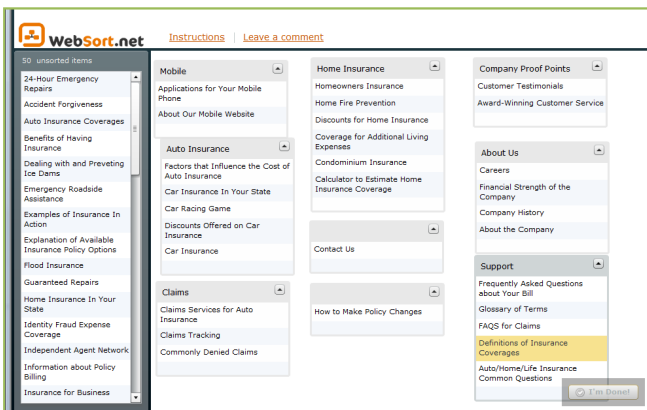 WebSort.net
Instructions
Leave a comment
50 unsorted items
24-Hour Emergency
Repairs
Accident Forgiveness
Auto Insurance Coverages
Benefits of Having
Insurance
Dealing with and Preveting
Ice Dams
Emergency Roadside
Assistance
Examples of Insurance In
Action
Explanation of Available
Insurance Policy Options
Flood Insurance
Guaranteed Repairs
Home Insurance In Your
State
Identity Fraud Expense
Coverage
Independent Agent Network
Information about Policy
Billing
Insurance for Business
Mobile
Applications for Your Mobile
Phone
About Our Mobile Website
Auto Insurance
Factors that Influence the Cost of
Auto Insurance
Car Insurance In Your State
Car Racing Game
Discounts Offered on Car
Insurance
Car Insurance
Claims
Claims Services for Auto
Insurance
Claims Tracking
Commonly Denied Claims
Home Insurance
Homeowners Insurance
Home Fire Prevention
Discounts for Home Insurance
Coverage for Additional Living
Expenses
Condominium Insurance
Calculator to Estimate Home
Insurance Coverage
Contact Us
How to Make Policy Changes
Company Proof Points
Customer Testimonials
Award-Winning Customer Service
About Us
Careers
Financial Strength of the
Company
Company History
About the Company
Support
Frequently Asked Questions
about Your Bill
Glossary of Terms
FAQS for Claims
Definitions of Insurance
Coverages
Auto/Home/Life Insurance
Common Questions
I'm Done!